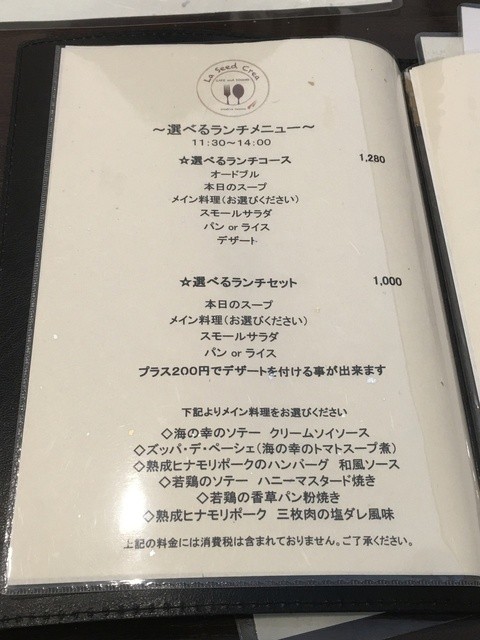 La Seed Crea
～選べるランチメニュー～
11:30～14:00
☆選べるランチコース 1,280
オードブル
本日のスープ
メイン料理(お選びください)
スモールサラダ
パン or ライス
デザート
☆選べるランチセット 1,000
本日のスープ
メイン料理(お選びください)
スモールサラダ
パン or ライス
プラス200円でデザートを付ける事が出来ます
下記よりメイン料理をお選びください
◇海の幸のソテー クリームソイソース
◇ズッパ・デ・ペーシェ(海の幸のトマトスープ煮)
◇熟成ヒナモリポークのハンバーグ 和風ソース
◇若鶏のソテー ハニーマスタード焼き
◇若鶏の香草パン粉焼き
◇熟成ヒナモリポーク 三枚肉の塩ダレ風味
上記の料金には消費税は含まれておりません。ご了承ください。